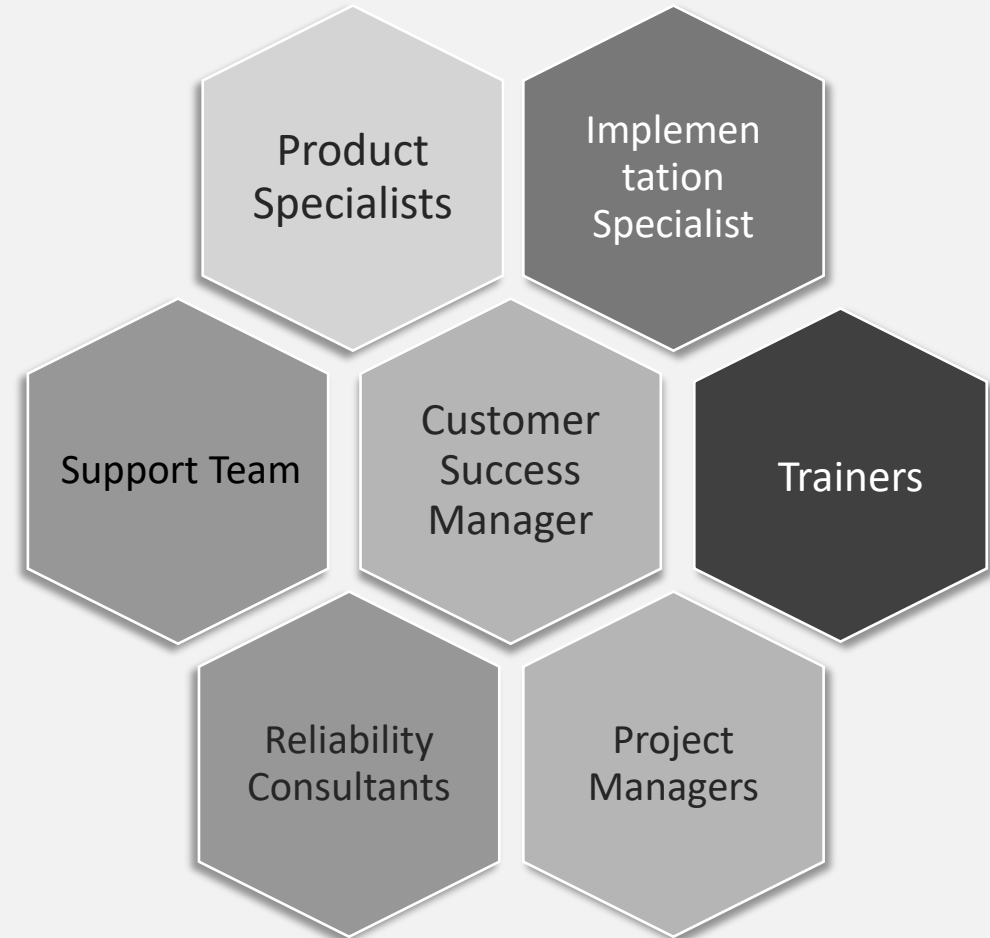 Product
Specialists
Implemen
tation
Specialist
Support Team
Customer
Success
Manager
Trainers
Reliability
Consultants
Project
Managers